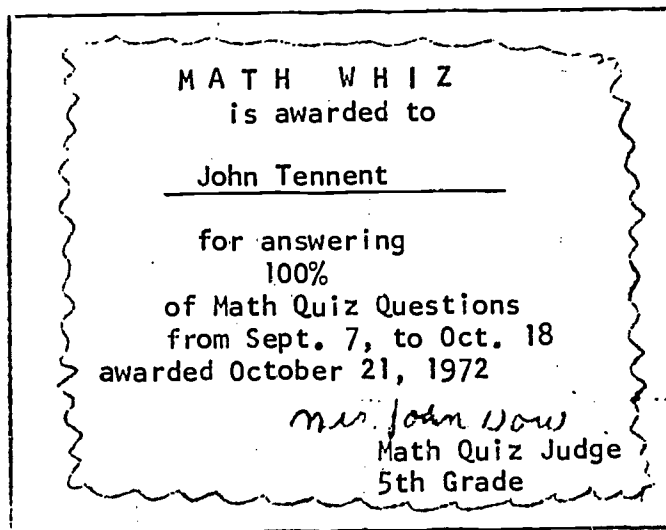 MATH WHIZ
is awarded to
John Tennent
for answering
100%
of Math Quiz Questions
from Sept. 7, to Oct. 18
awarded October 21, 1972
John Dow
Math Quiz Judge
5th Grade